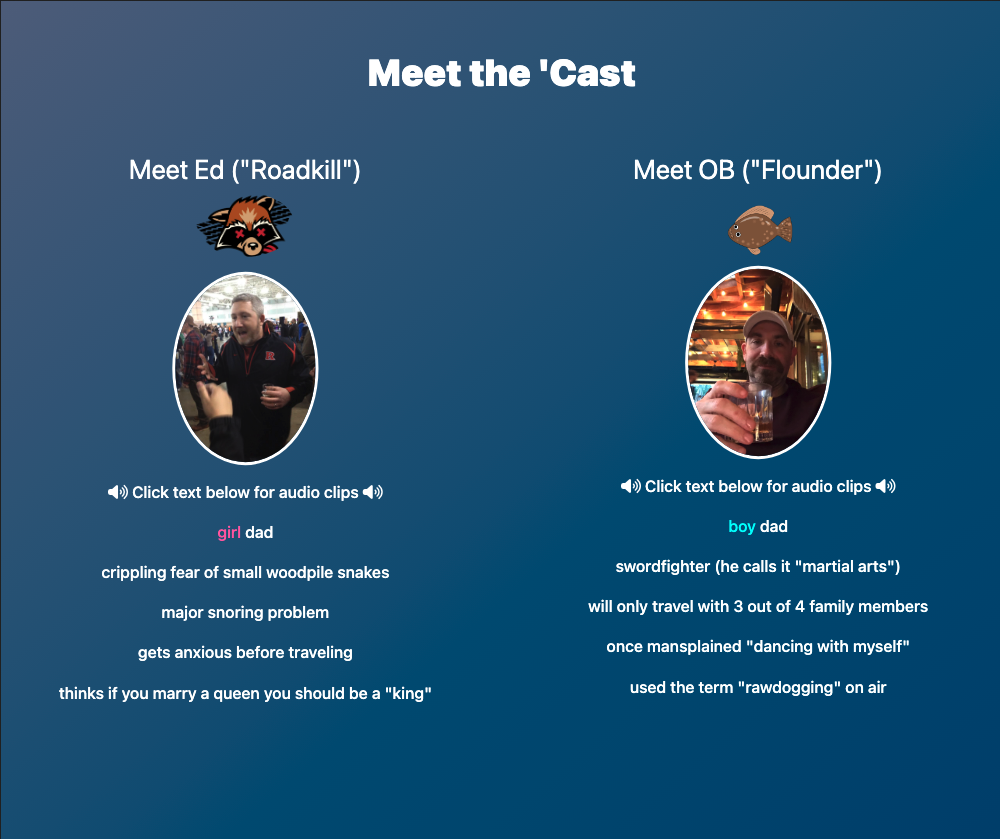 Meet the 'Cast
Meet Ed ("Roadkill")
R
Click text below for audio clips
girl dad
crippling fear of small woodpile snakes
major snoring problem
gets anxious before traveling
thinks if you marry a queen you should be a "king"
Meet OB ("Flounder")
Click text below for audio clips
boy dad
swordfighter (he calls it "martial arts")
will only travel with 3 out of 4 family members
once mansplained "dancing with myself"
used the term "rawdogging" on air